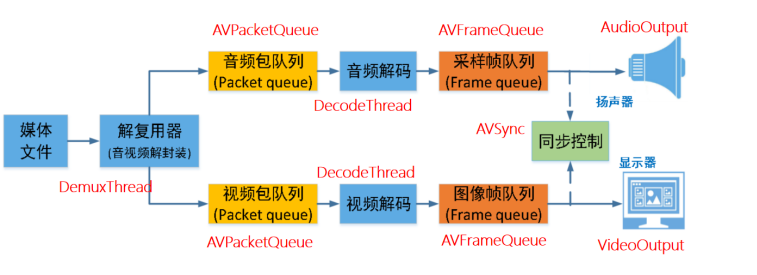 AVPacketQueue
AVFrameQueue
AudioOutput
音频包队列
(Packet queue)
音频解码
采样帧队列
(Frame queue)
DecodeThread
扬声器
AVSync
媒体
文件
解复用器
(音视频解封装)
同步控制
DemuxThread
DecodeThread
显示器
视频包队列
(Packet queue)
视频解码
图像帧队列
(Frame queue)
AVPacketQueue
AVFrameQueue
VideoOutput